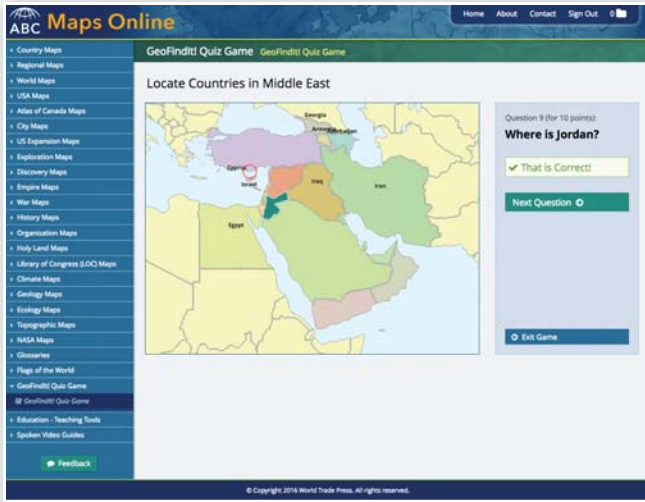 ABC Maps Online
Home About Contact Sign Out 0
Country Maps
Regional Maps
World Maps
USA Maps
Atlas of Canada Maps
City Maps
US Expansion Maps
Exploration Maps
Discovery Maps
Empire Maps
War Maps
History Maps
Organization Maps
Holy Land Maps
Library of Congress (LOC) Maps
Climate Maps
Geology Maps
Ecology Maps
Topographic Maps
NASA Maps
Glossaries
Flags of the World
GeoFindIt! Quiz Game
GeoFindIt! Quiz Game
Education - Teaching Tools
Spoken Video Guides
Feedback
GeoFindIt! Quiz Game GeoFindIt! Quiz Game
Locate Countries in Middle East
Georgia
Armenia
Azerbaijan
Cyprus
Israel
Iraq
Iran
Egypt
Question 9 (for 10 points):
Where is Jordan?
That is Correct!
Next Question
Exit Game
© Copyright 2016 World Trade Press. All rights reserved.